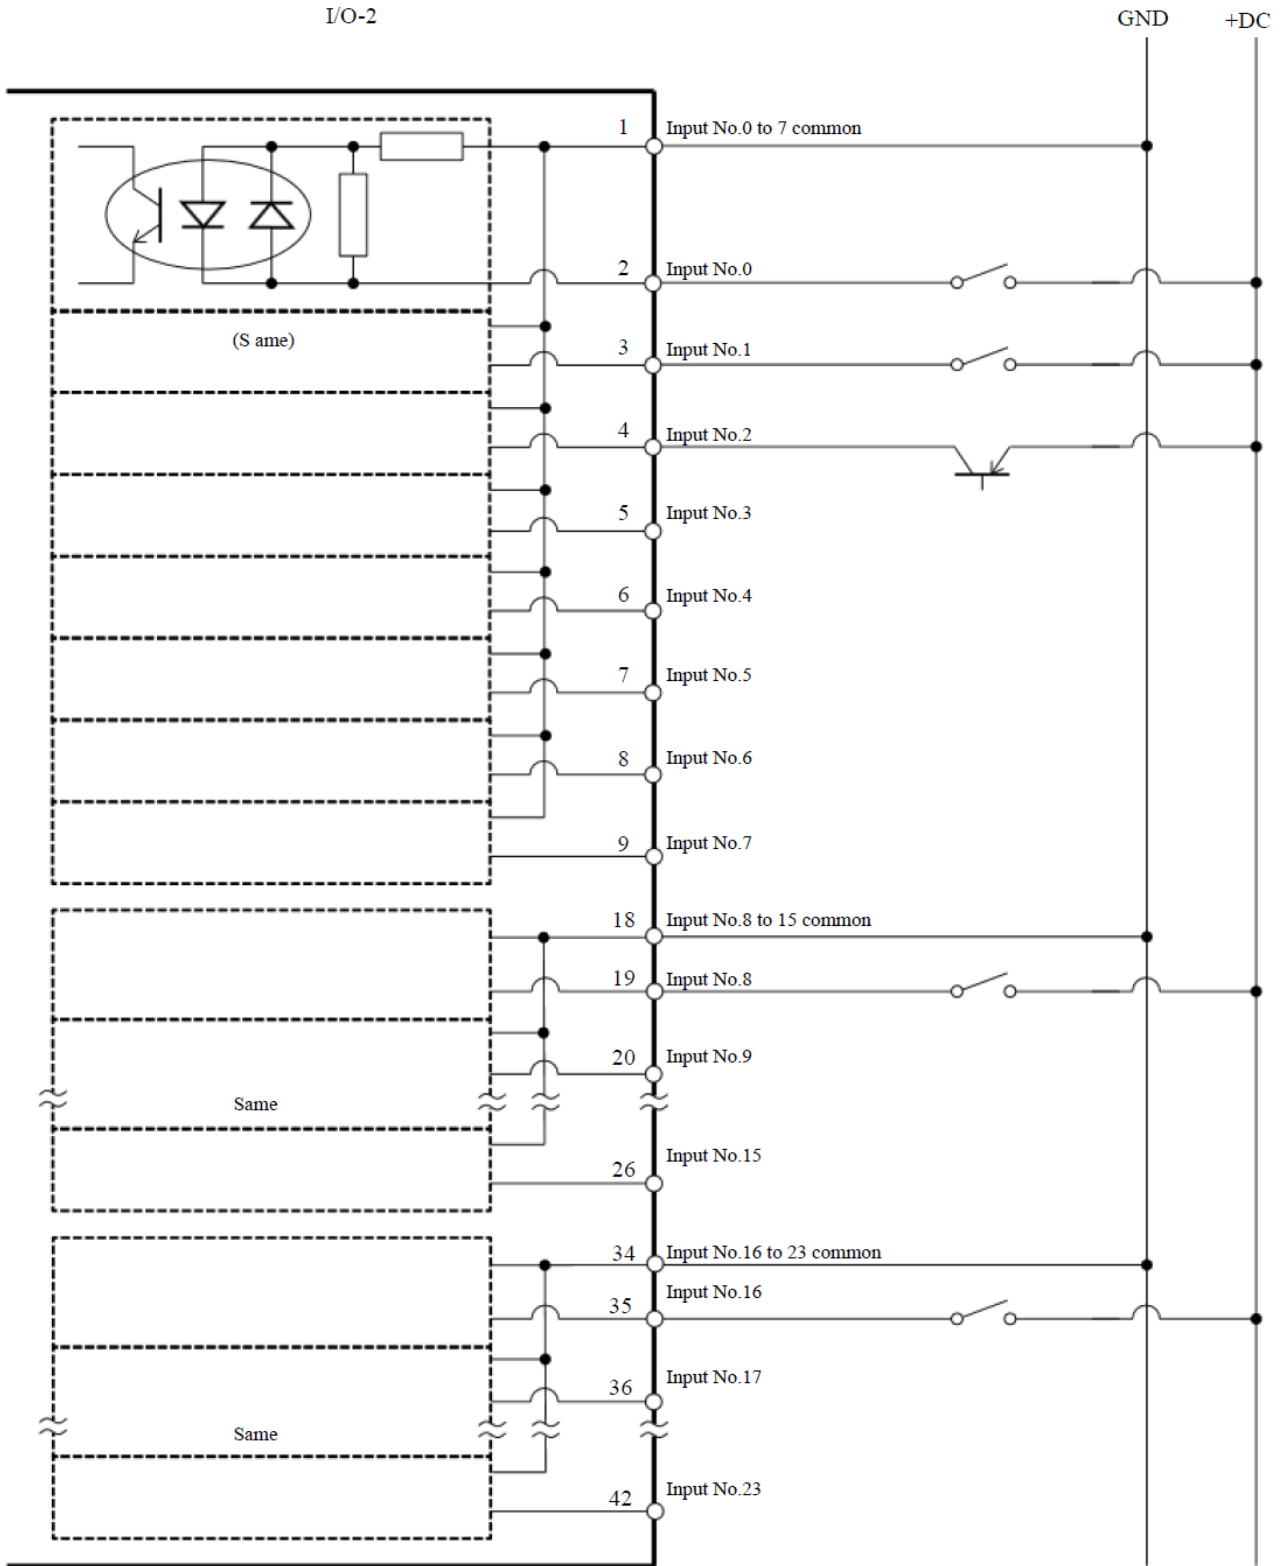 I/O-2
GND
+DC
1
Input No.0 to 7 common
2
Input No.0
(S ame)
3
Input No.1
4
Input No.2
5
Input No.3
6
Input No.4
7
Input No.5
8
Input No.6
9
Input No.7
18
Input No.8 to 15 common
19
Input No.8
20
Input No.9
Same
26
Input No.15
34
Input No.16 to 23 common
35
Input No.16
36
Input No.17
Same
42
Input No.23